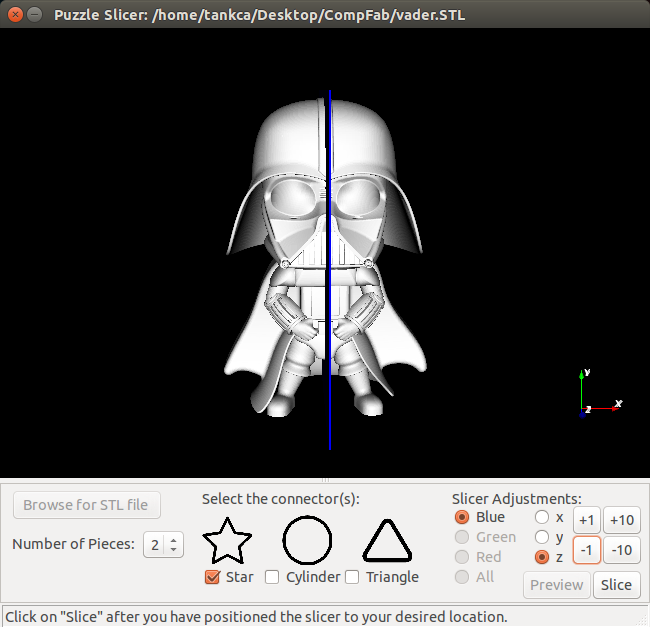 Puzzle Slicer: /home/tankca/Desktop/CompFab/vader.STL
Y
X
Z
Browse for STL file
Number of Pieces: 2
Select the connector(s):
Star Cylinder Triangle
Slicer Adjustments:
Blue x +1 +10
Green y
Red z -1 -10
All
Preview Slice
Click on "Slice" after you have positioned the slicer to your desired location.